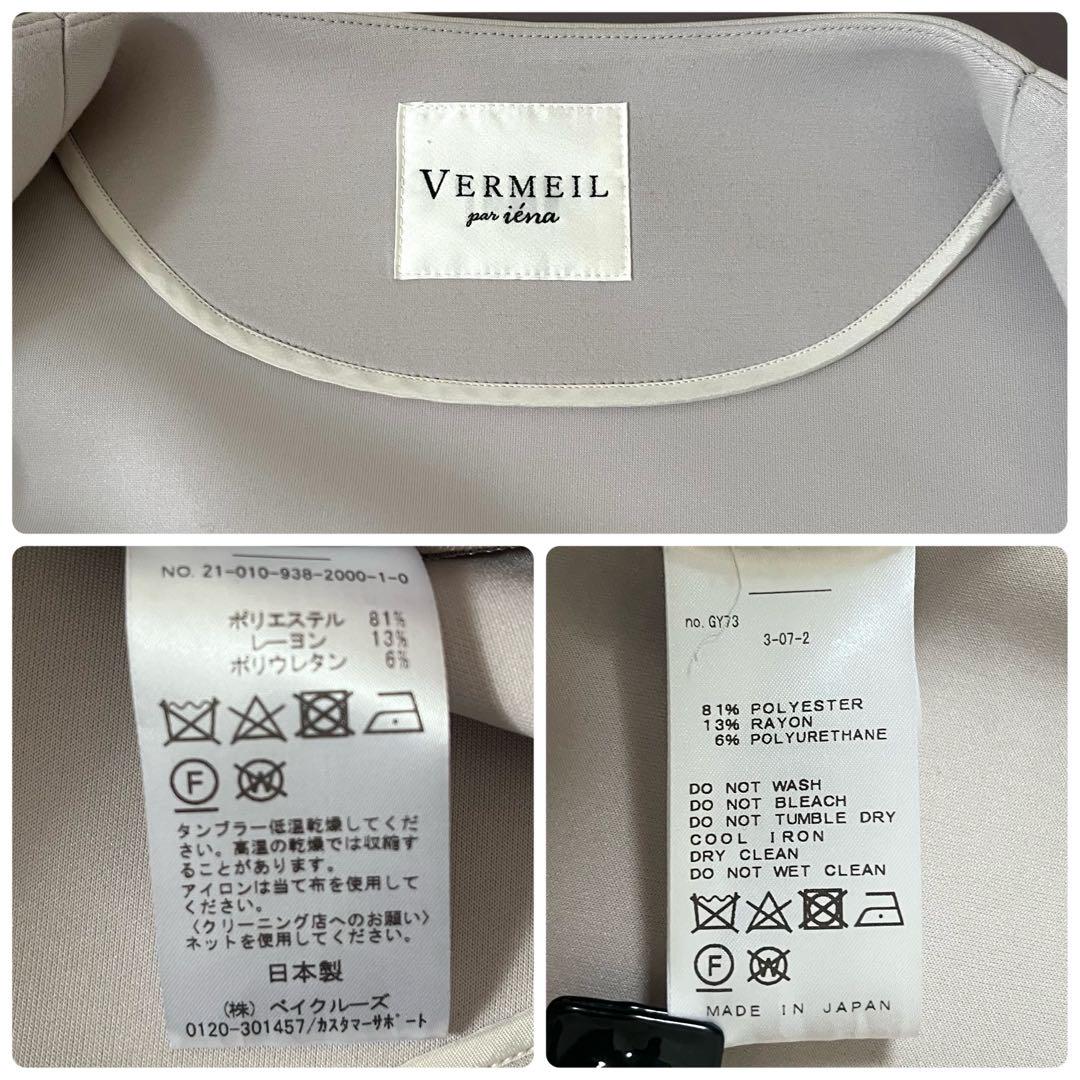 VERMEIL
par iéna
NO. 21-010-938-2000-1-0
ポリエステル 81%
レーヨン 13%
ポリウレタン 6%
F W
タンブラー低温乾燥してくだ
さい。高温の乾燥では収縮す
ることがあります。
アイロンは当て布を使用して
ください。
〈クリーニング店へのお願い〉
ネットを使用してください。
日本製
(株) ベイクルーズ
0120-301457/カスタマーサポート
no. GY73
3-07-2
81% POLYESTER
13% RAYON
6% POLYURETHANE
DO NOT WASH
DO NOT BLEACH
DO NOT TUMBLE DRY
COOL IRON
DRY CLEAN
DO NOT WET CLEAN
F W
MADE IN JAPAN